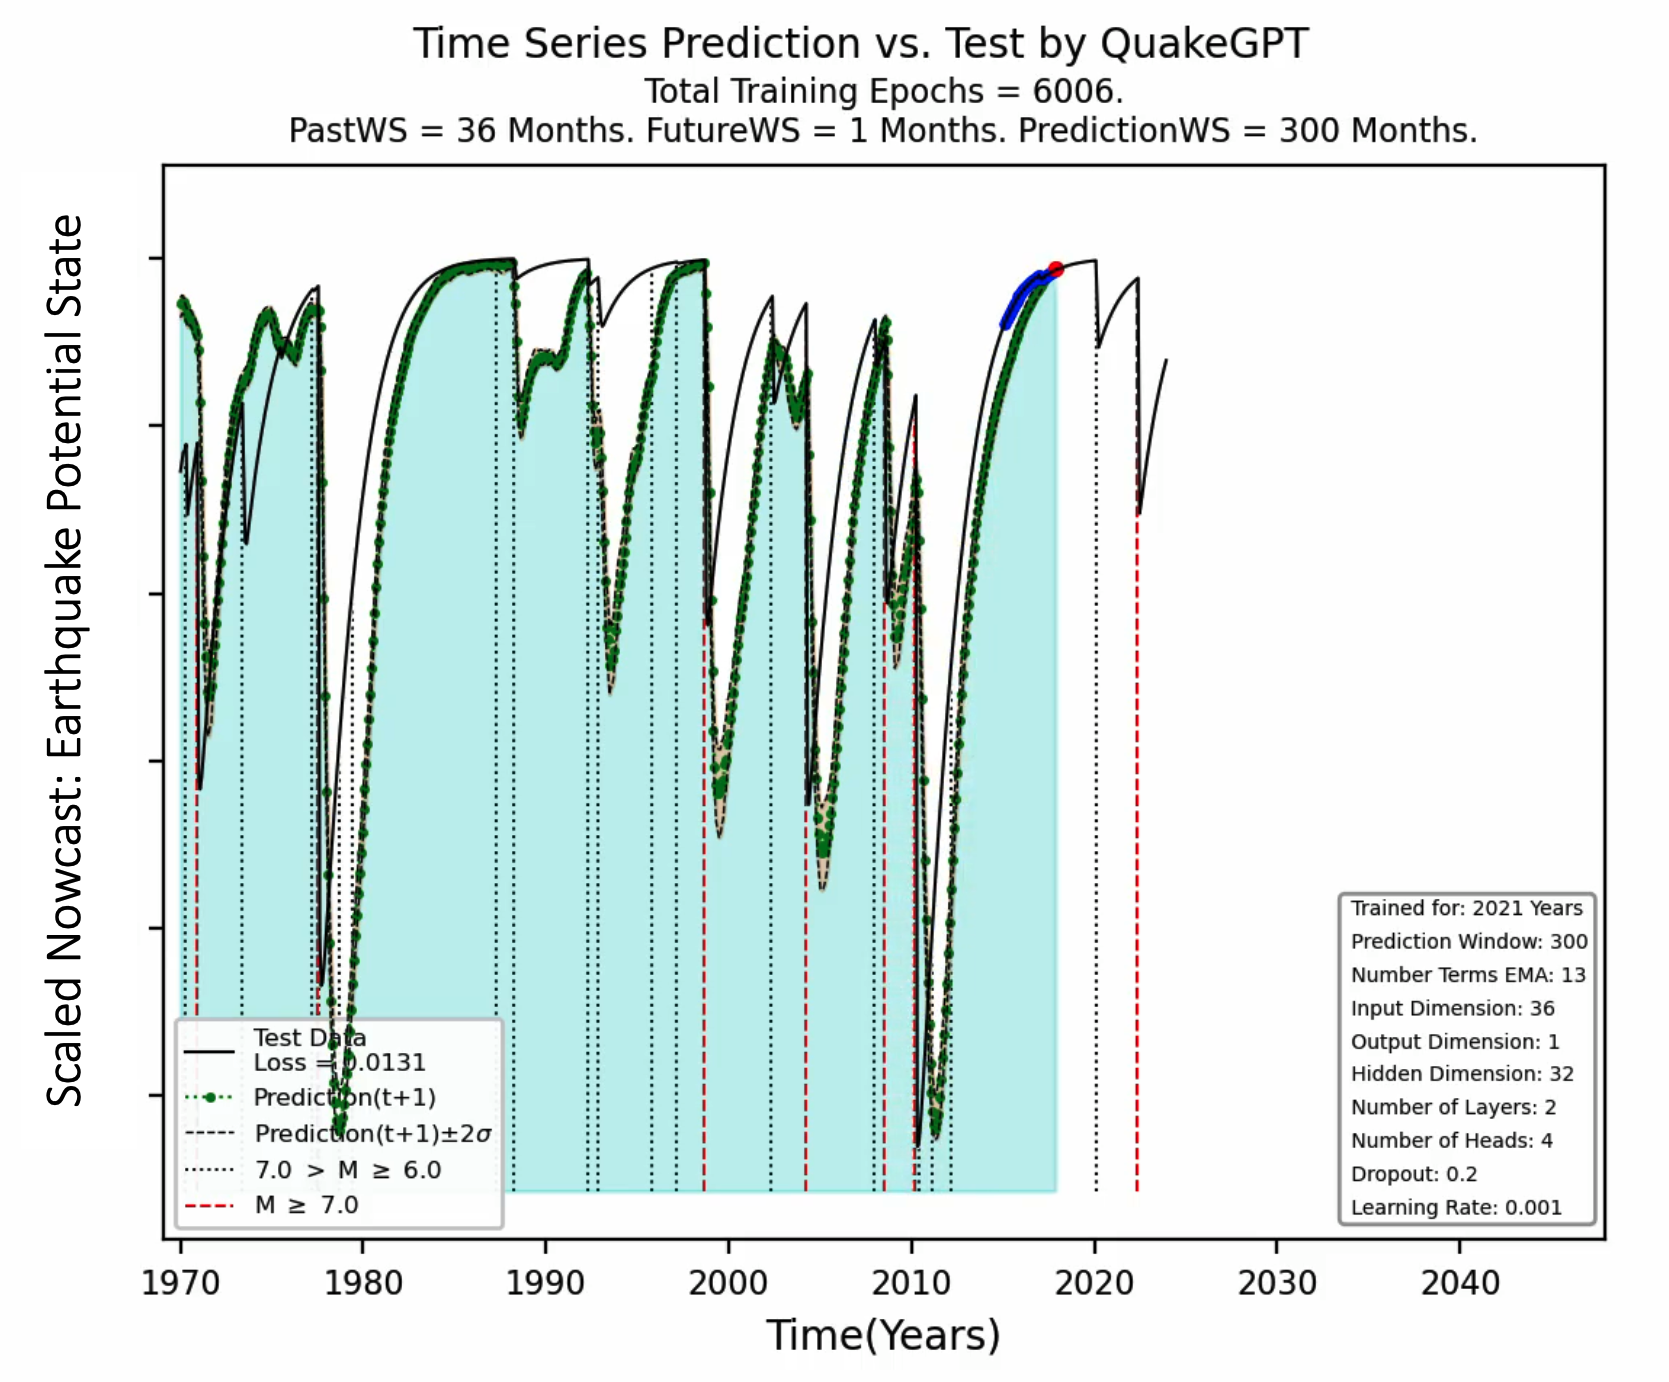 Time Series Prediction vs. Test by QuakeGPT
Total Training Epochs = 6006.
PastWS = 36 Months. FutureWS = 1 Months. PredictionWS = 300 Months.
Scaled Nowcast: Earthquake Potential State
Test Data
Loss = 0.0131
Prediction(t+1)
Prediction(t+1)±2σ
7.0 > M ≥ 6.0
M ≥ 7.0
Trained for: 2021 Years
Prediction Window: 300
Number Terms EMA: 13
Input Dimension: 36
Output Dimension: 1
Hidden Dimension: 32
Number of Layers: 2
Number of Heads: 4
Dropout: 0.2
Learning Rate: 0.001
1970 1980 1990 2000 2010 2020 2030 2040
Time(Years)